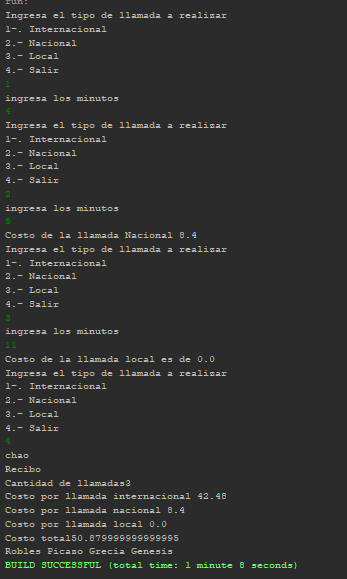 run:
Ingresa el tipo de llamada a realizar
1-. Internacional
2.- Nacional
3.- Local
4.- Salir
1
ingresa los minutos
4
Ingresa el tipo de llamada a realizar
1-. Internacional
2.- Nacional
3.- Local
4.- Salir
2
ingresa los minutos
5
Costo de la llamada Nacional 8.4
Ingresa el tipo de llamada a realizar
1-. Internacional
2.- Nacional
3.- Local
4.- Salir
3
ingresa los minutos
11
Costo de la llamada local es de 0.0
Ingresa el tipo de llamada a realizar
1-. Internacional
2.- Nacional
3.- Local
4.- Salir
4
chao
Recibo
Cantidad de llamadas3
Costo por llamada internacional 42.48
Costo por llamada nacional 8.4
Costo por llamada local 0.0
Costo total50.879999999999995
Robles Picazo Grecia Genesis
BUILD SUCCESSFUL (total time: 1 minute 8 seconds)